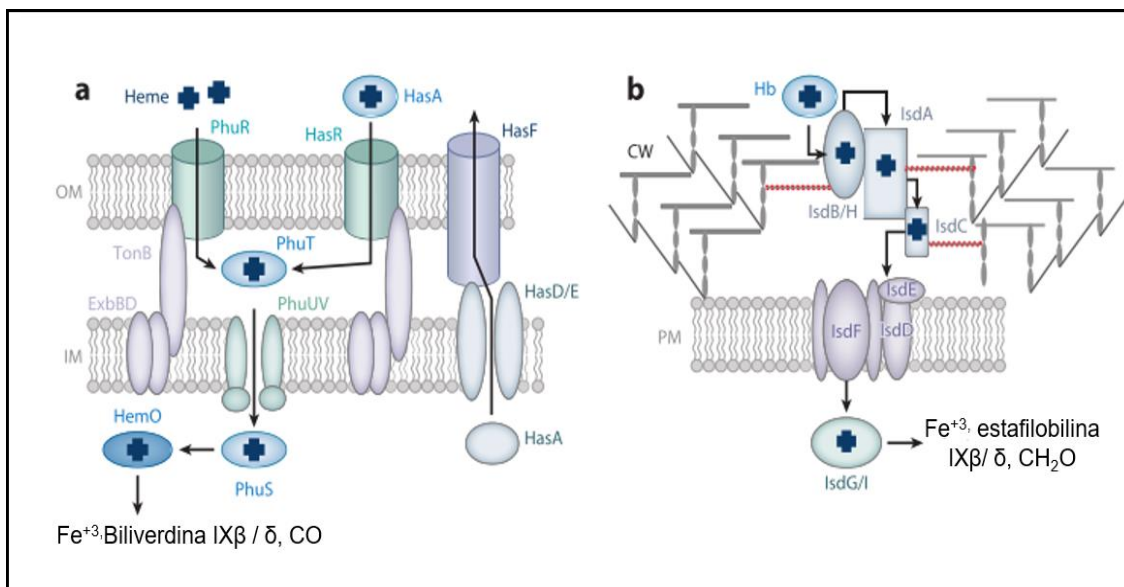 a
Heme
PhuR
HasR
HasA
HasF
OM
TonB
PhuT
ExbBD
PhuUV
HasD/E
IM
HemO
PhuS
HasA
Fe+3,Biliverdina IXβ / δ, CO
b
Hb
IsdA
CW
IsdB/H
IsdC
IsdE
IsdF
IsdD
PM
IsdG/I
Fe+3, estafilobilina
IXβ/ δ, CH₂O